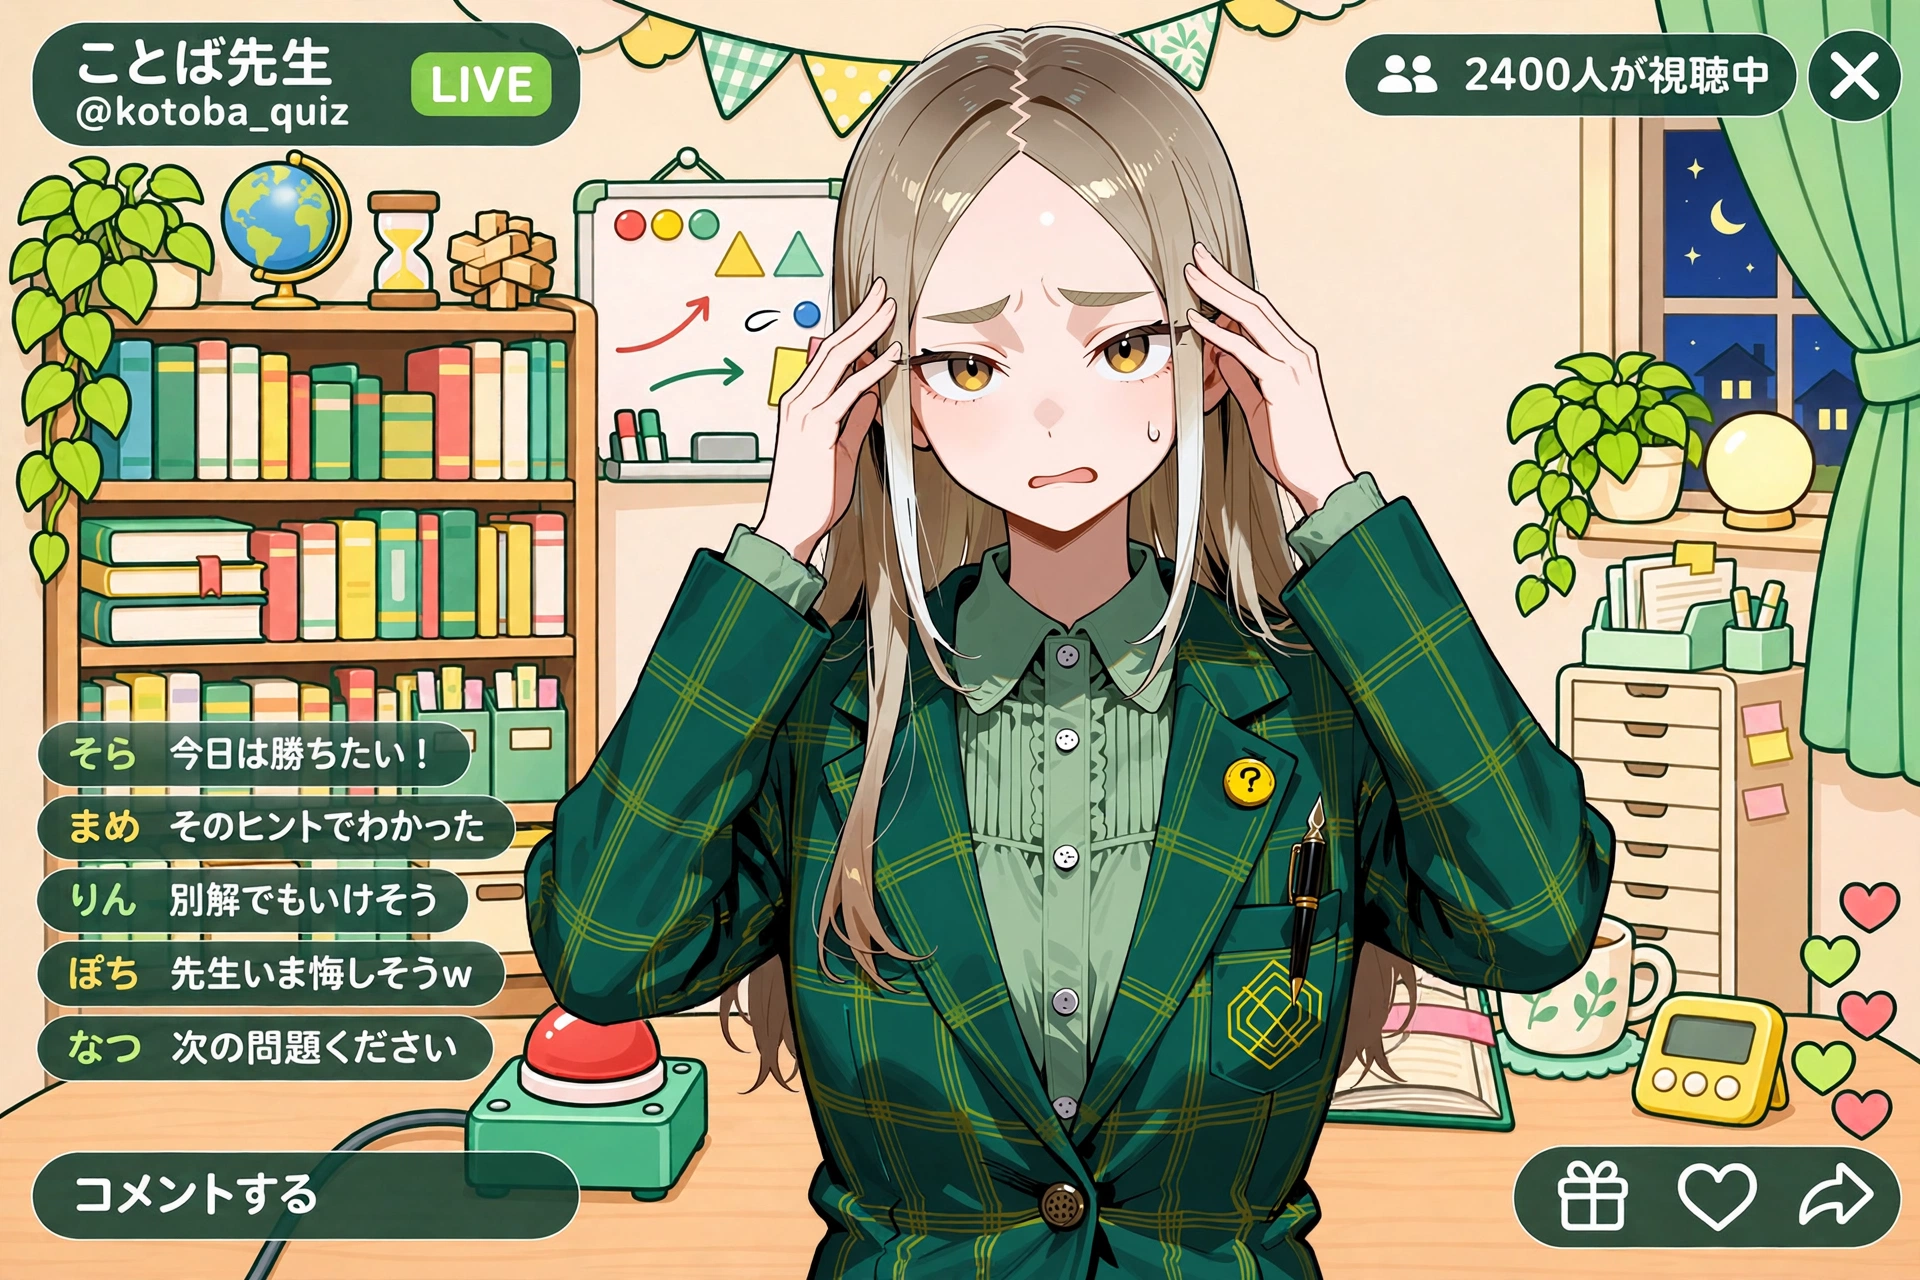 ことば先生
@kotoba_quiz
LIVE
2400人が視聴中
?
そら 今日は勝ちたい！
まめ そのヒントでわかった
りん 別解でもいけそう
ぽち 先生いま悔しそうw
なつ 次の問題ください
コメントする